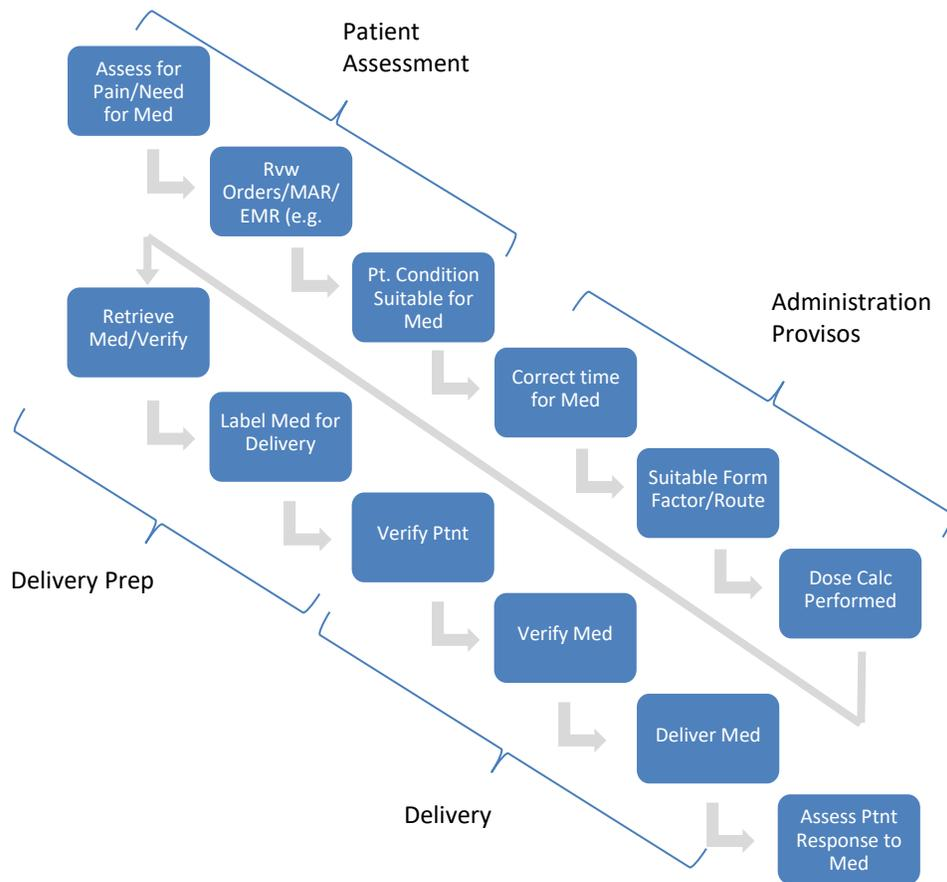 Patient
Assessment
Assess for
Pain/Need
for Med
Rvw
Orders/MAR/
EMR (e.g.
Pt. Condition
Suitable for
Med
Administration
Provisos
Correct time
for Med
Suitable Form
Factor/Route
Dose Calc
Performed
Retrieve
Med/Verify
Label Med for
Delivery
Delivery Prep
Verify Ptnt
Verify Med
Deliver Med
Delivery
Assess Ptnt
Response to
Med